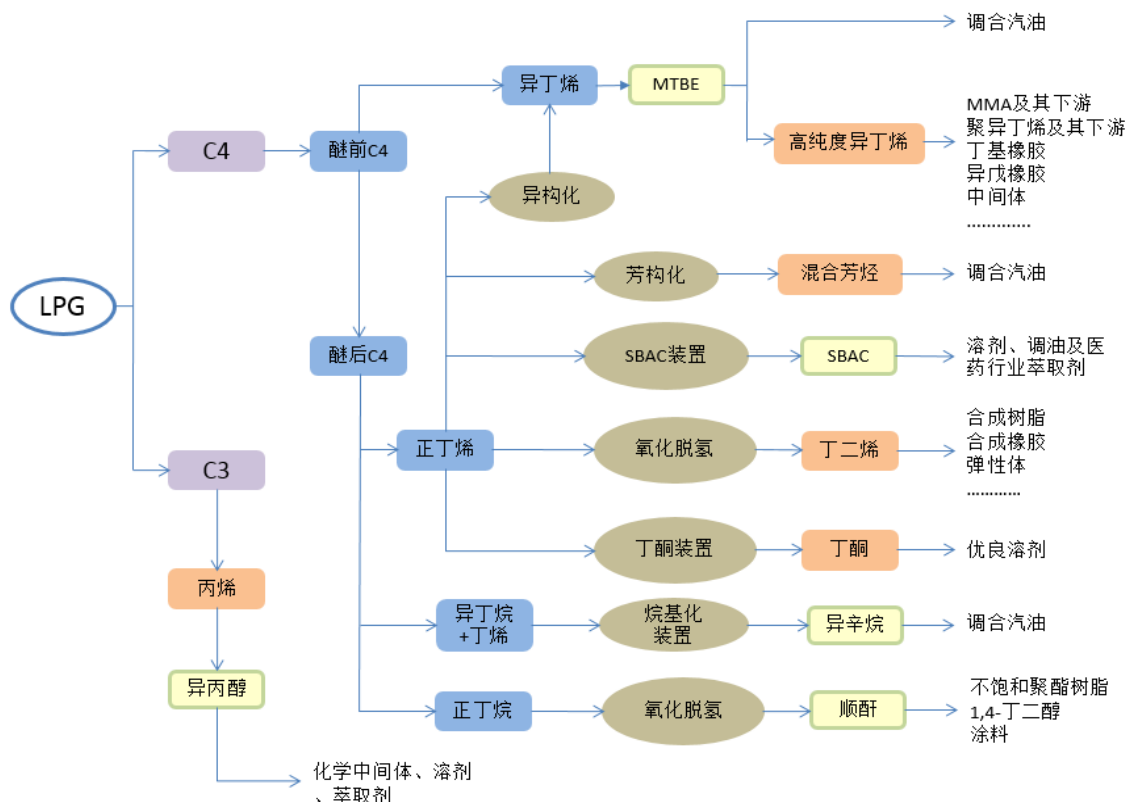 调合汽油
异丁烯
MTBE
MMA及其下游
聚异丁烯及其下游
丁基橡胶
异戊橡胶
中间体
.............
高纯度异丁烯
C4
醚前C4
异构化
芳构化
混合芳烃
调合汽油
LPG
醚后C4
SBAC装置
SBAC
溶剂、调油及医
药行业萃取剂
正丁烯
氧化脱氢
丁二烯
合成树脂
合成橡胶
弹性体
............
C3
丁酮装置
丁酮
优良溶剂
丙烯
异丁烷
+丁烯
烷基化
装置
异辛烷
调合汽油
异丙醇
正丁烷
氧化脱氢
顺酐
不饱和聚酯树脂
1,4-丁二醇
涂料
化学中间体、溶剂
、萃取剂